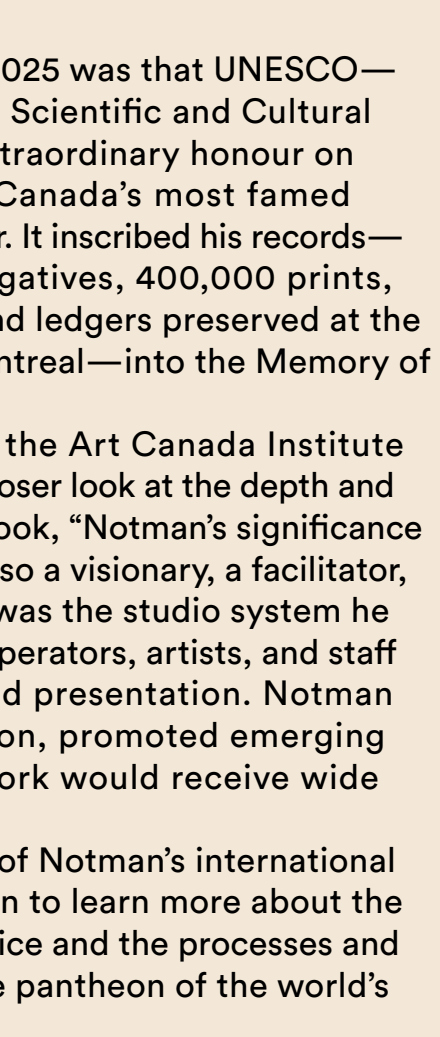 025 was that UNESCO—
Scientific and Cultural
traordinary honour on
Canada’s most famed
r. It inscribed his records—
gatives, 400,000 prints,
nd ledgers preserved at the
ntreal—into the Memory of
the Art Canada Institute
oser look at the depth and
ook, “Notman’s significance
so a visionary, a facilitator,
was the studio system he
perators, artists, and staff
d presentation. Notman
on, promoted emerging
ork would receive wide
of Notman’s international
n to learn more about the
ice and the processes and
e pantheon of the world’s